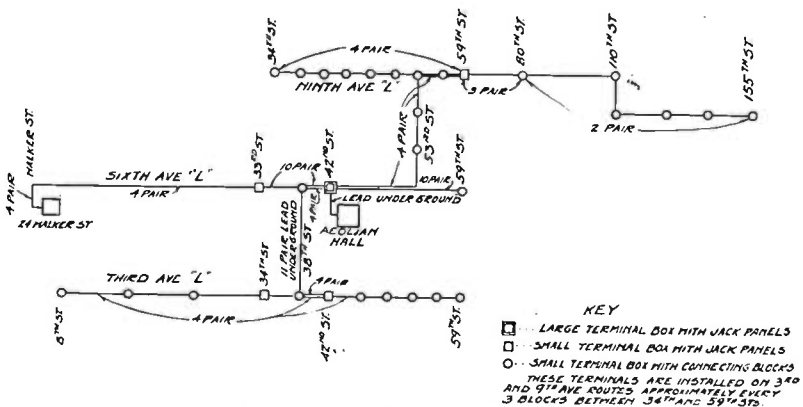 34TH ST.
4 PAIR
59TH ST.
80TH ST.
110TH ST.
155TH ST.
NINTH AVE "L"
3 PAIR
2 PAIR
4 PAIR
53RD ST
WALKER ST.
4 PAIR
24 WALKER ST
SIXTH AVE "L"
4 PAIR
33RD ST.
10 PAIR
42ND ST.
4 PAIR
10 PAIR
59TH ST.
LEAD UNDERGROUND
AEOLIAN
HALL
11 PAIR LEAD
UNDERGROUND
38TH ST
THIRD AVE "L"
34TH ST
4 PAIR
8TH ST.
4 PAIR
42ND ST.
59TH ST.
KEY
LARGE TERMINAL BOX WITH JACK PANELS
SMALL TERMINAL BOX WITH JACK PANELS
SMALL TERMINAL BOX WITH CONNECTING BLOCKS
THESE TERMINALS ARE INSTALLED ON 3RD
AND 9TH AVE ROUTES APPROXIMATELY EVERY
3 BLOCKS BETWEEN 34TH AND 59TH STS.